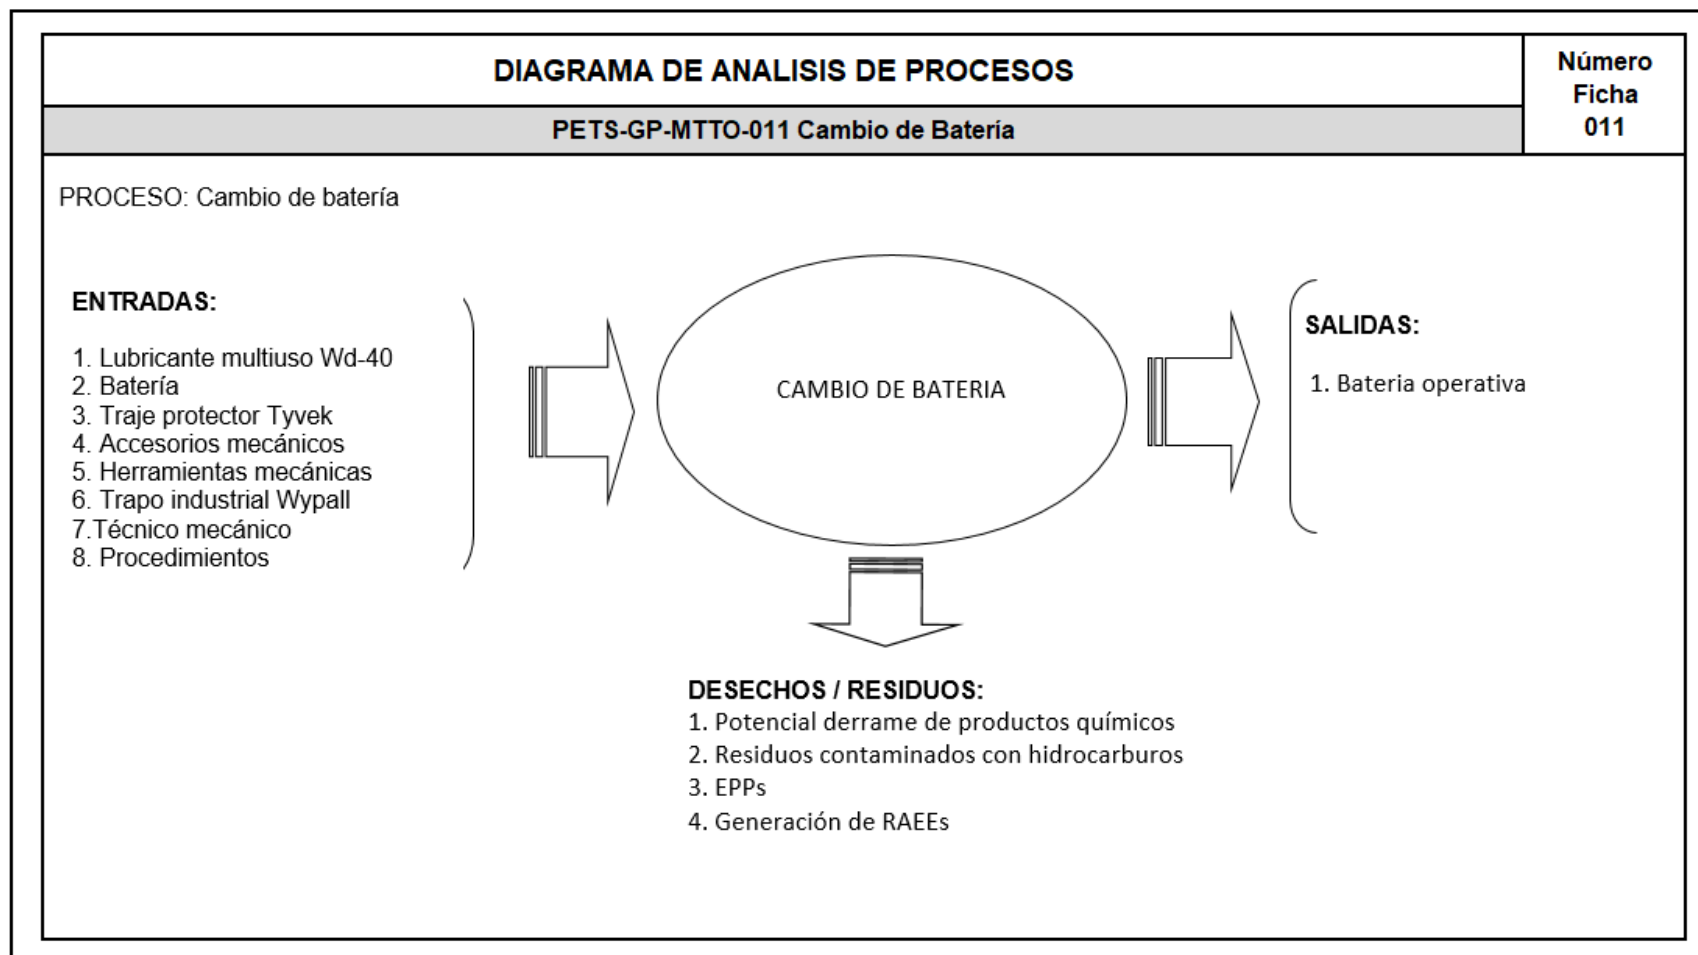 DIAGRAMA DE ANALISIS DE PROCESOS
Número
Ficha
011
PETS-GP-MTTO-011 Cambio de Batería
PROCESO: Cambio de batería
ENTRADAS:
1. Lubricante multiuso Wd-40
2. Batería
3. Traje protector Tyvek
4. Accesorios mecánicos
5. Herramientas mecánicas
6. Trapo industrial Wypall
7.Técnico mecánico
8. Procedimientos
CAMBIO DE BATERIA
SALIDAS:
1. Bateria operativa
DESECHOS / RESIDUOS:
1. Potencial derrame de productos químicos
2. Residuos contaminados con hidrocarburos
3. EPPs
4. Generación de RAEEs